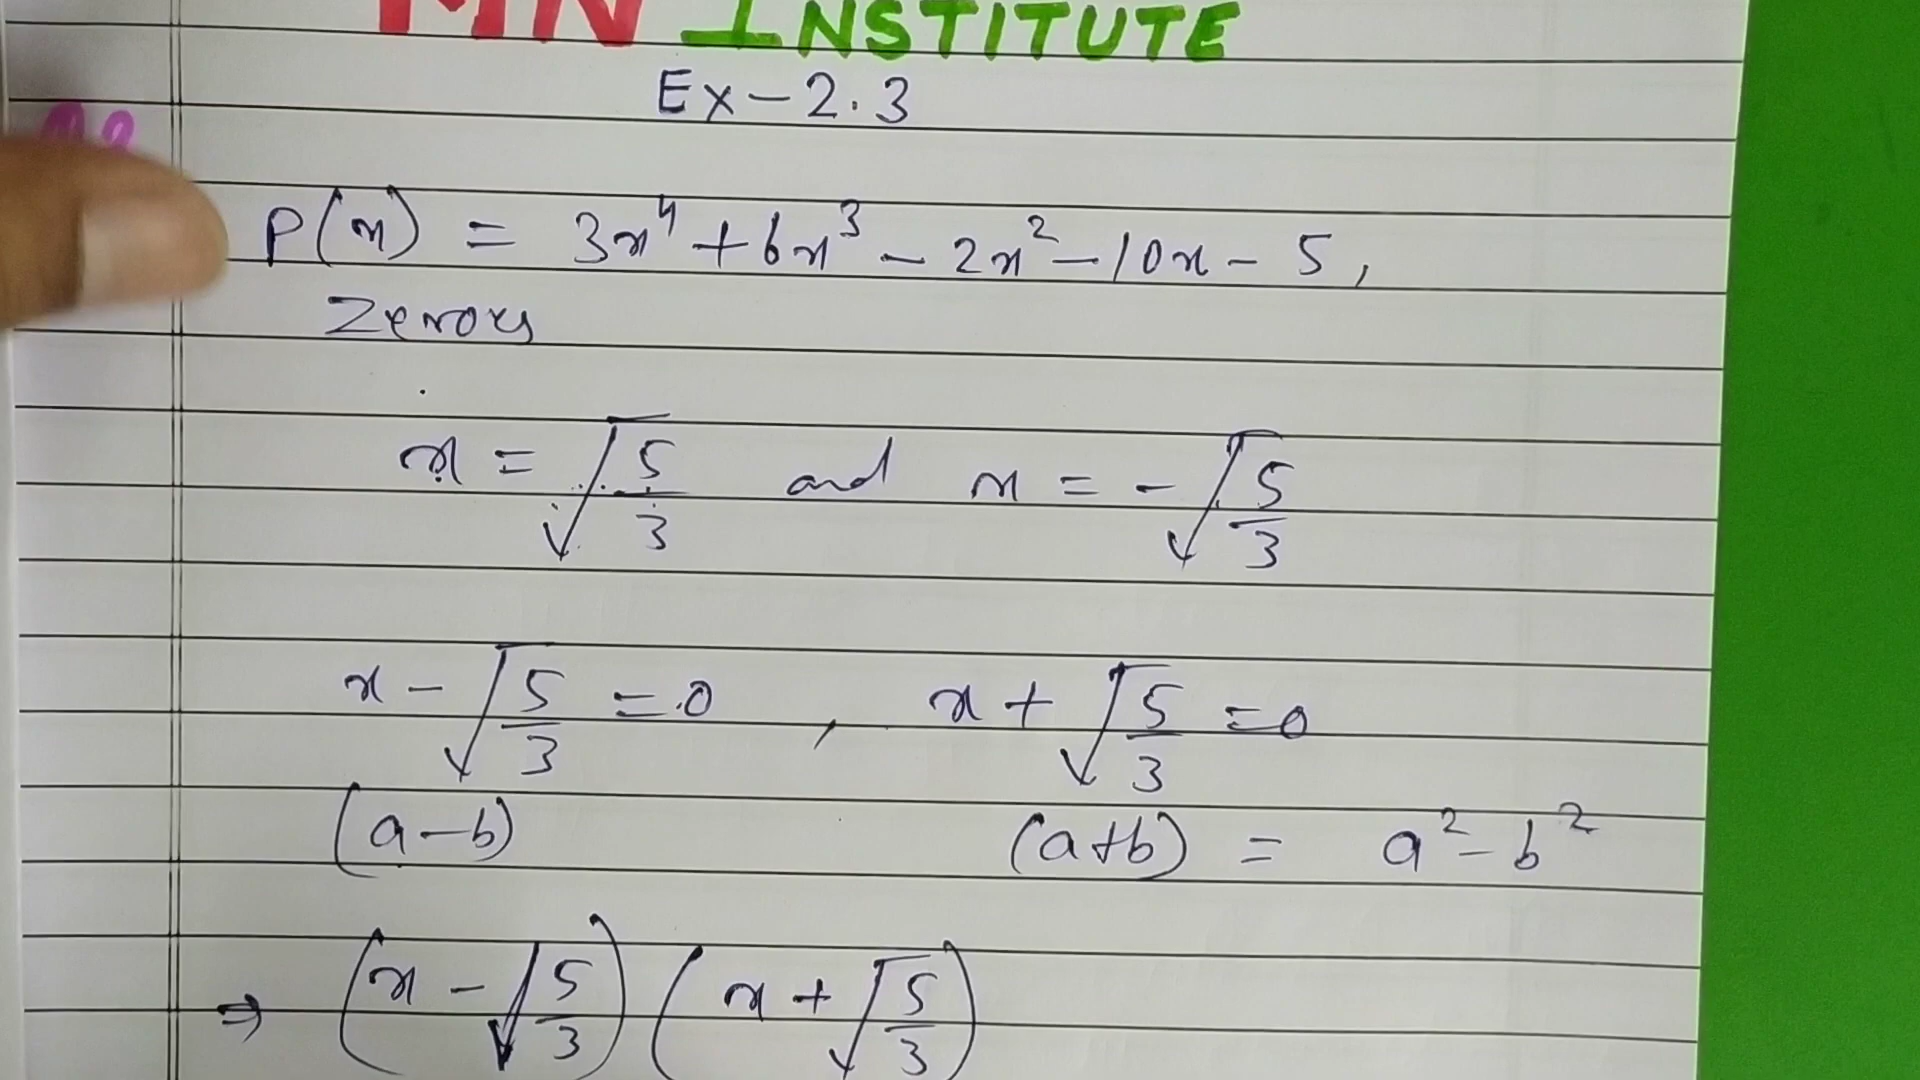 MN INSTITUTE
Ex-2.3
P(x) = 3x⁴ + 6x³ - 2x² - 10x - 5,
Zeroes
x = √5/3 and x = -√5/3
x - √5/3 = 0 , x + √5/3 = 0
(a-b) (a+b) = a² - b²
⇒ (x - √5/3) (x + √5/3)